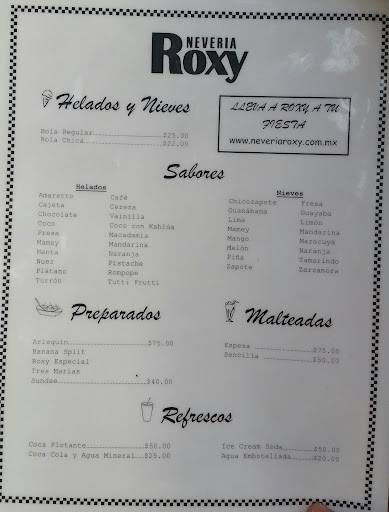 NEVERIA
Roxy
Helados y Nieves
Bola Regular $25.00
Bola Chica $22.00
LLEVA A ROXY A TU
FIESTA
www.neveriaroxy.com.mx
Sabores
Helados
Amaretto Café
Cajeta Cereza
Chocolate Vainilla
Coco Coco con Kahlúa
Fresa Macadamia
Mamey Mandarina
Menta Naranja
Nuez Pistache
Plátano Rompope
Turrón Tutti Frutti
Nieves
Chicozapote Fresa
Guanábana Guayaba
Lima Limón
Mamey Mandarina
Mango Maracuyá
Melón Naranja
Piña Tamarindo
Zapote Zarzamora
Preparados
Arlequin $75.00
Banana Split
Roxy Especial
Tres Marias
Sundae $40.00
Malteadas
Espesa $75.00
Sencilla $50.00
Refrescos
Coca Flotante $50.00
Coca Cola y Agua Mineral $25.00
Ice Cream Soda $50.00
Agua Embotellada $20.00